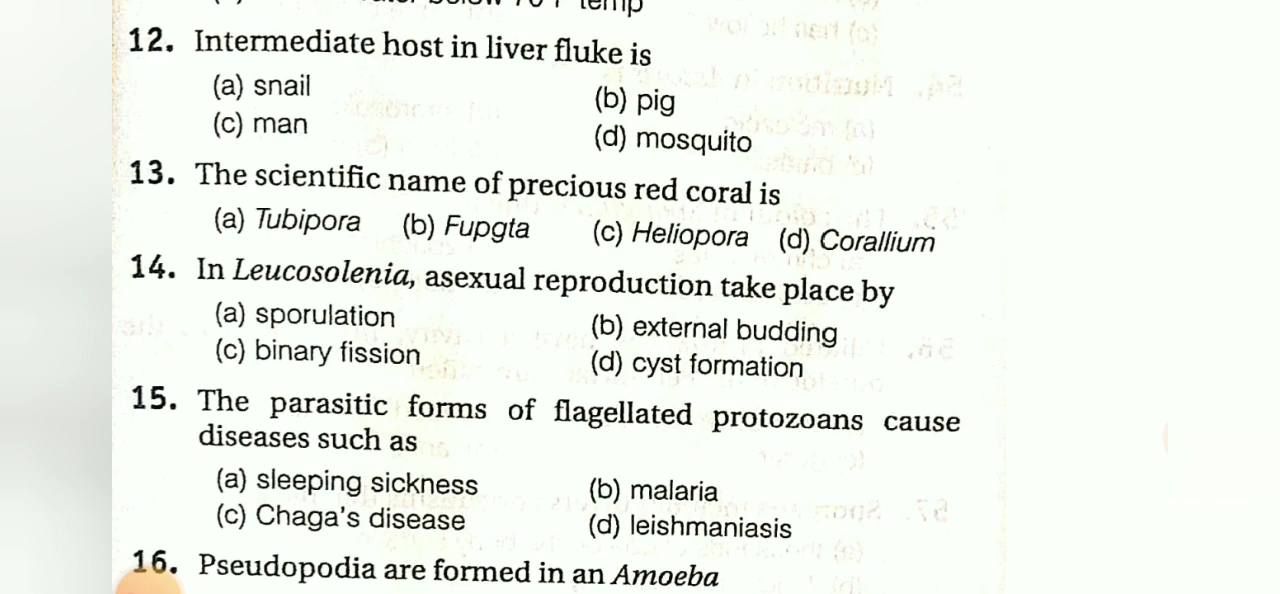 temp
12. Intermediate host in liver fluke is
(a) snail (b) pig
(c) man (d) mosquito
13. The scientific name of precious red coral is
(a) Tubipora (b) Fupgta (c) Heliopora (d) Corallium
14. In Leucosolenia, asexual reproduction take place by
(a) sporulation (b) external budding
(c) binary fission (d) cyst formation
15. The parasitic forms of flagellated protozoans cause
diseases such as
(a) sleeping sickness (b) malaria
(c) Chaga's disease (d) leishmaniasis
16. Pseudopodia are formed in an Amoeba